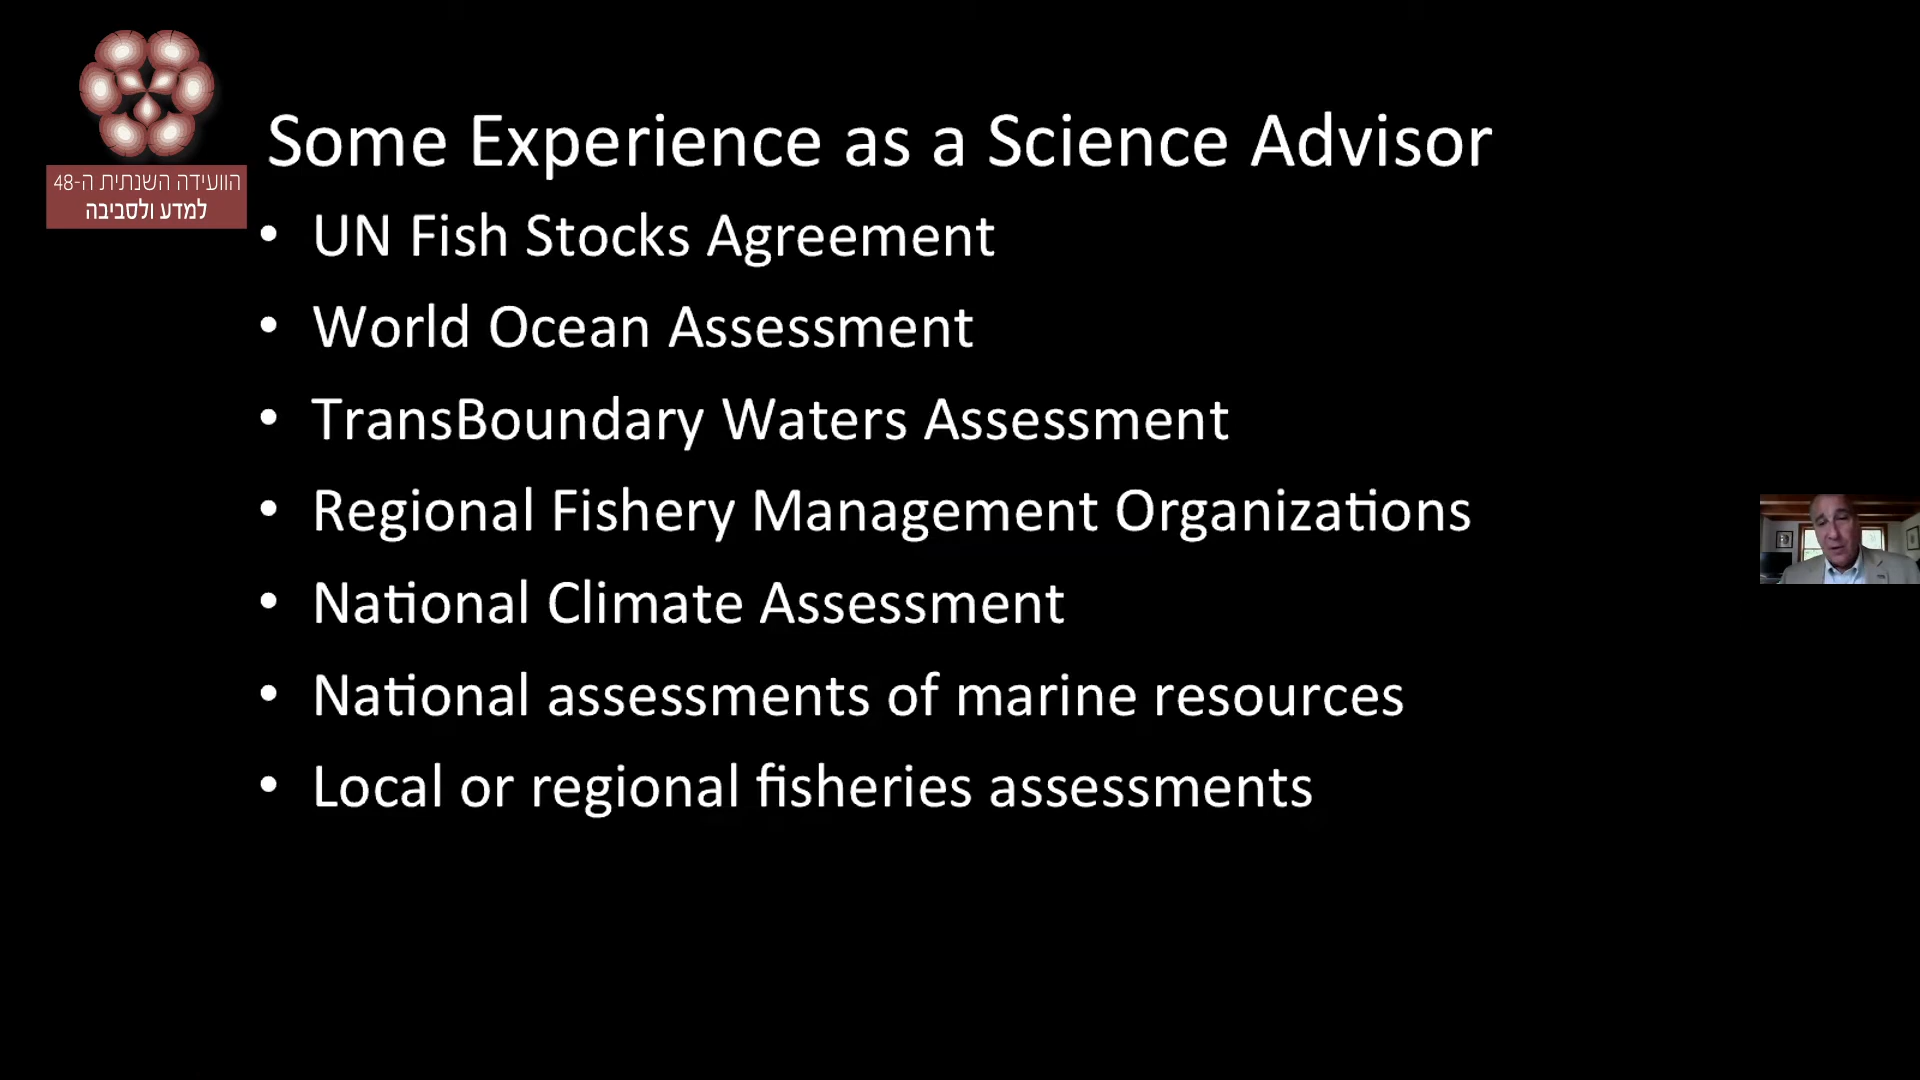 הוועידה השנתית ה-48
למדע ולסביבה
Some Experience as a Science Advisor
• UN Fish Stocks Agreement
• World Ocean Assessment
• TransBoundary Waters Assessment
• Regional Fishery Management Organizations
• National Climate Assessment
• National assessments of marine resources
• Local or regional fisheries assessments